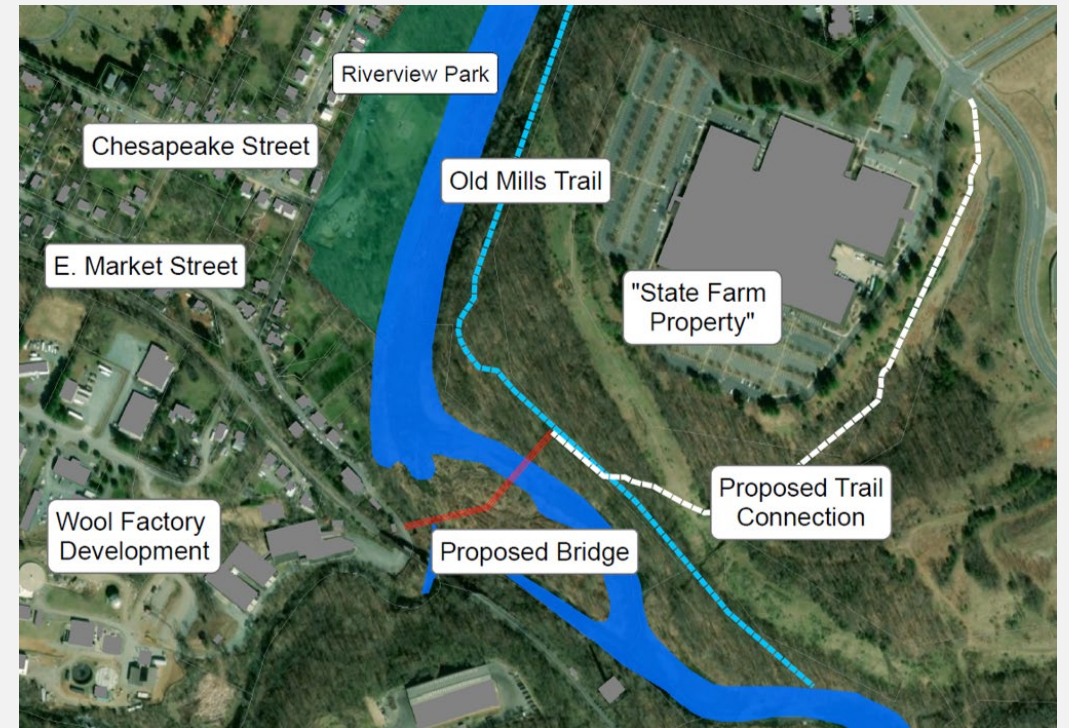 Riverview Park
Chesapeake Street
Old Mills Trail
E. Market Street
"State Farm
Property"
Proposed Trail
Connection
Wool Factory
Development
Proposed Bridge